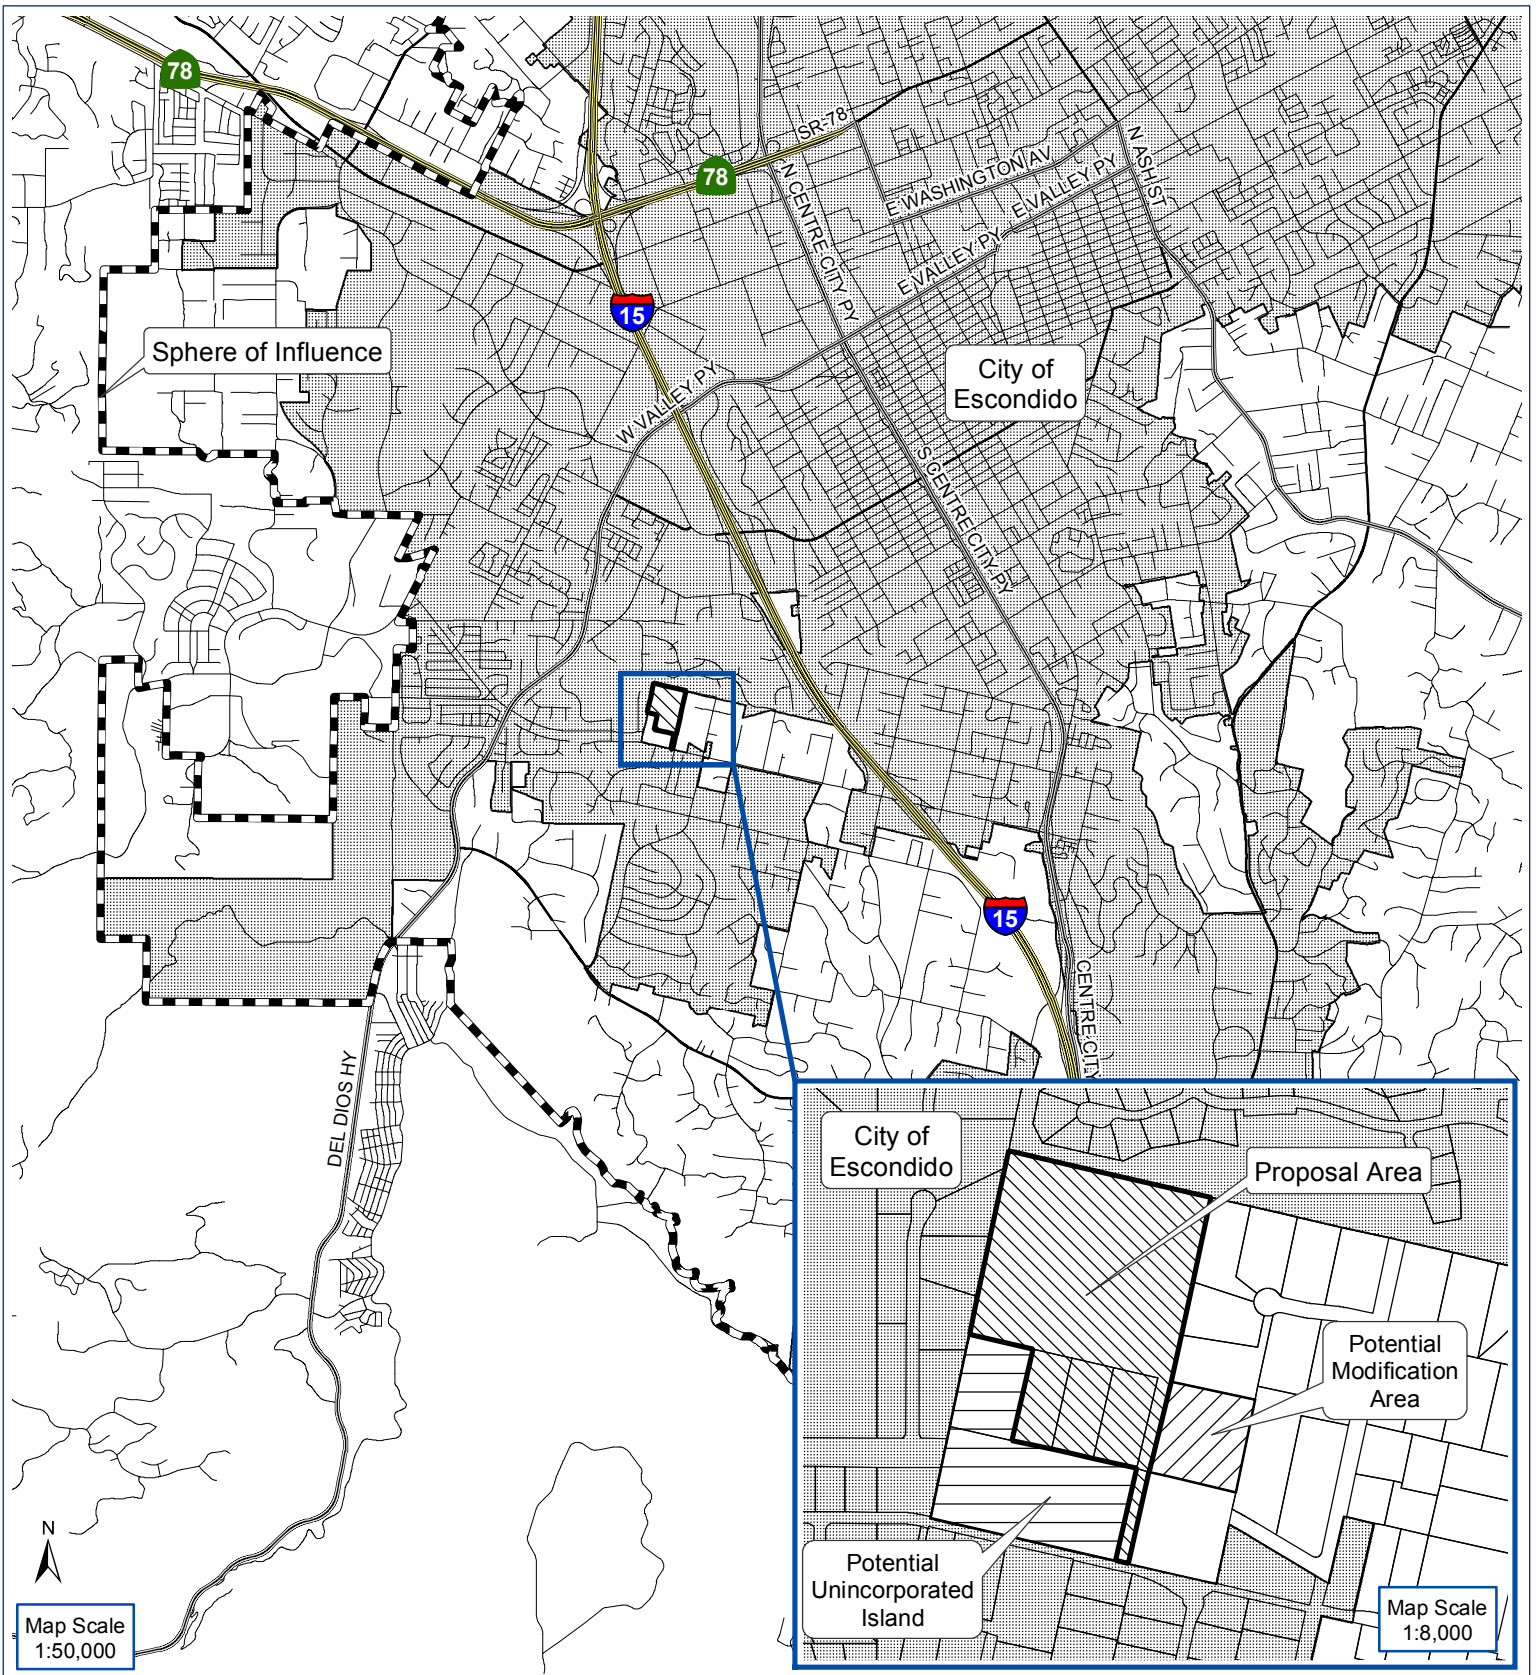 78
SR-78
N ASH ST
78
E WASHINGTON AV
E VALLEY PY
N CENTRE CITY PY
E VALLEY PY
15
Sphere of Influence
City of
Escondido
W VALLEY PY
S CENTRE CITY PY
15
CENTRE CITY
DEL DIOS HY
City of
Escondido
Proposal Area
Potential
Modification
Area
N
Potential
Unincorporated
Island
Map Scale
1:50,000
Map Scale
1:8,000